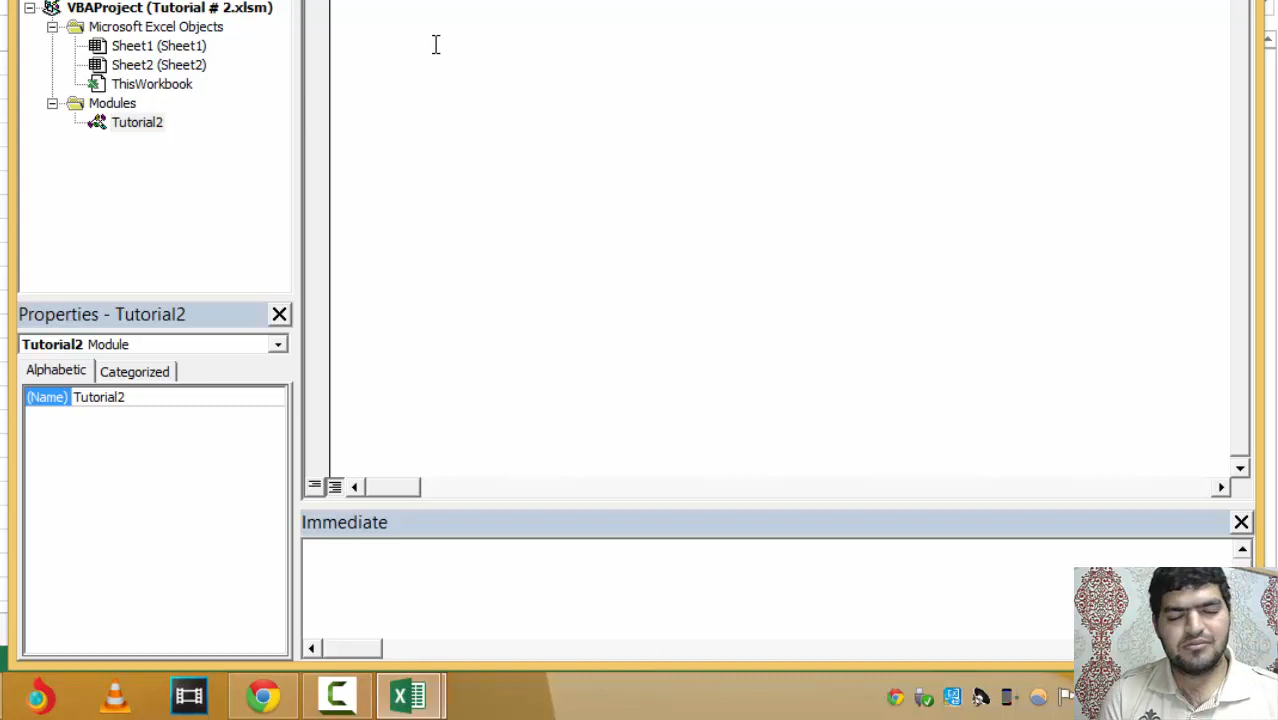 VBAProject (Tutorial # 2.xlsm)
Microsoft Excel Objects
Sheet1 (Sheet1)
Sheet2 (Sheet2)
ThisWorkbook
Modules
Tutorial2
Properties - Tutorial2
Tutorial2 Module
Alphabetic Categorized
(Name) Tutorial2
Immediate